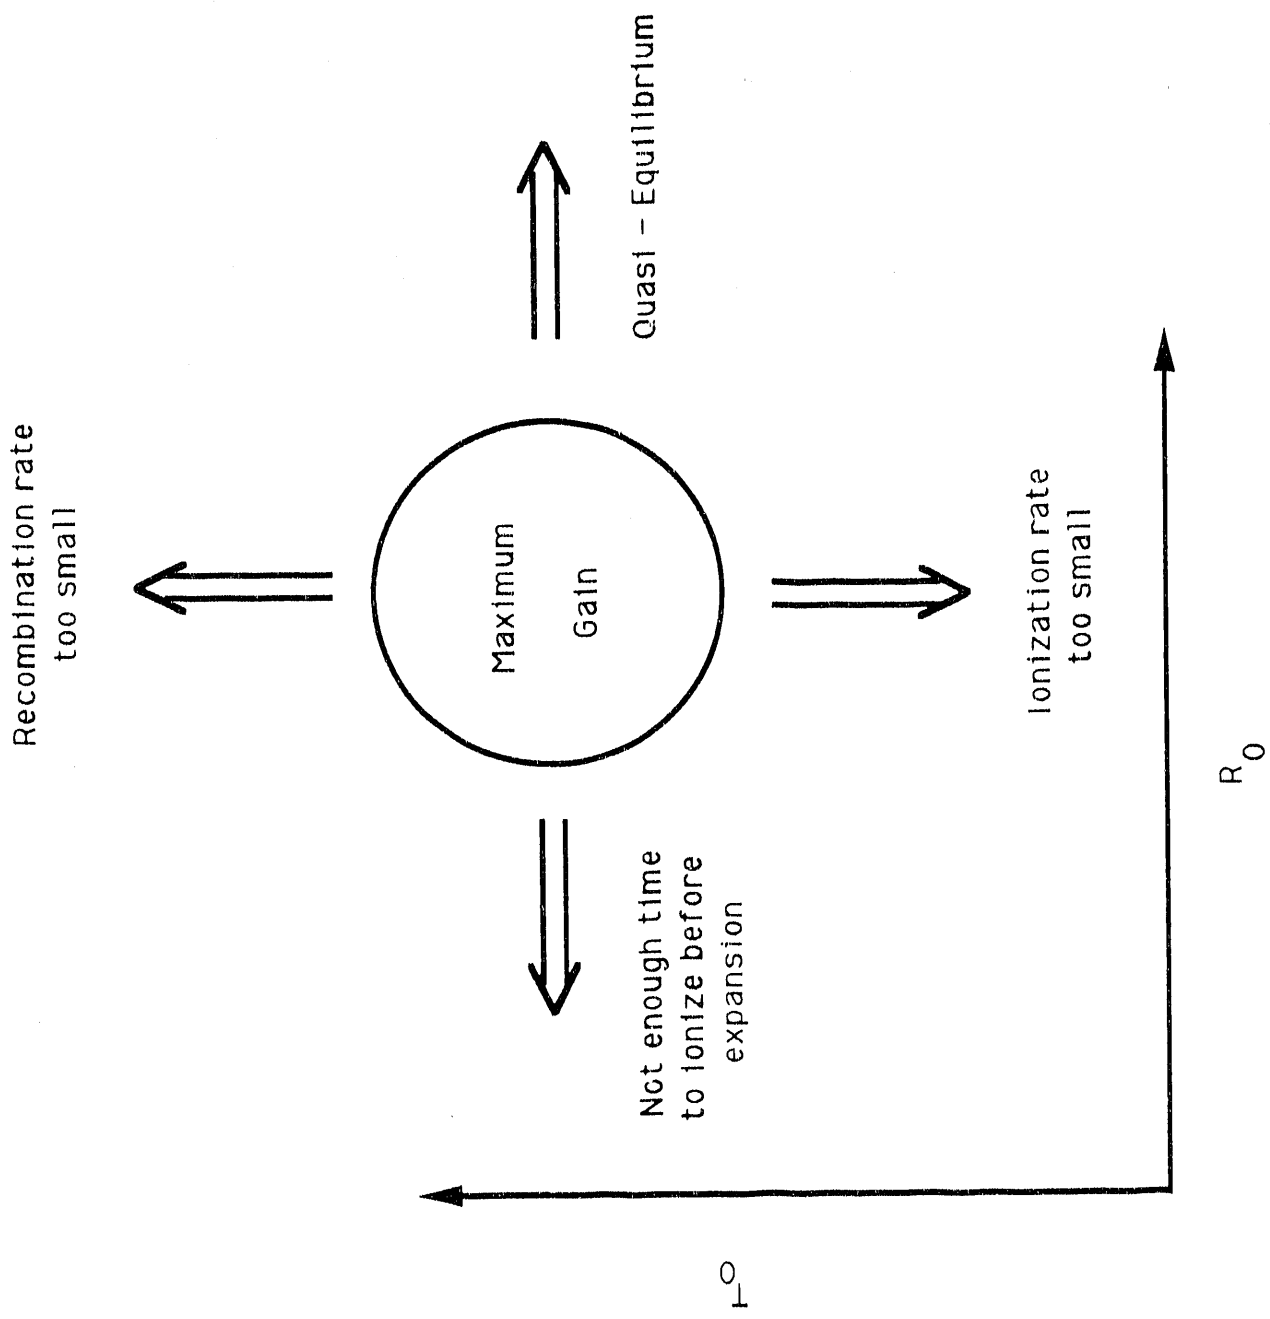 Recombination rate
too small
Maximum
Gain
Not enough time
to ionize before
expansion
Quasi – Equilibrium
T₀
Ionization rate
too small
R₀